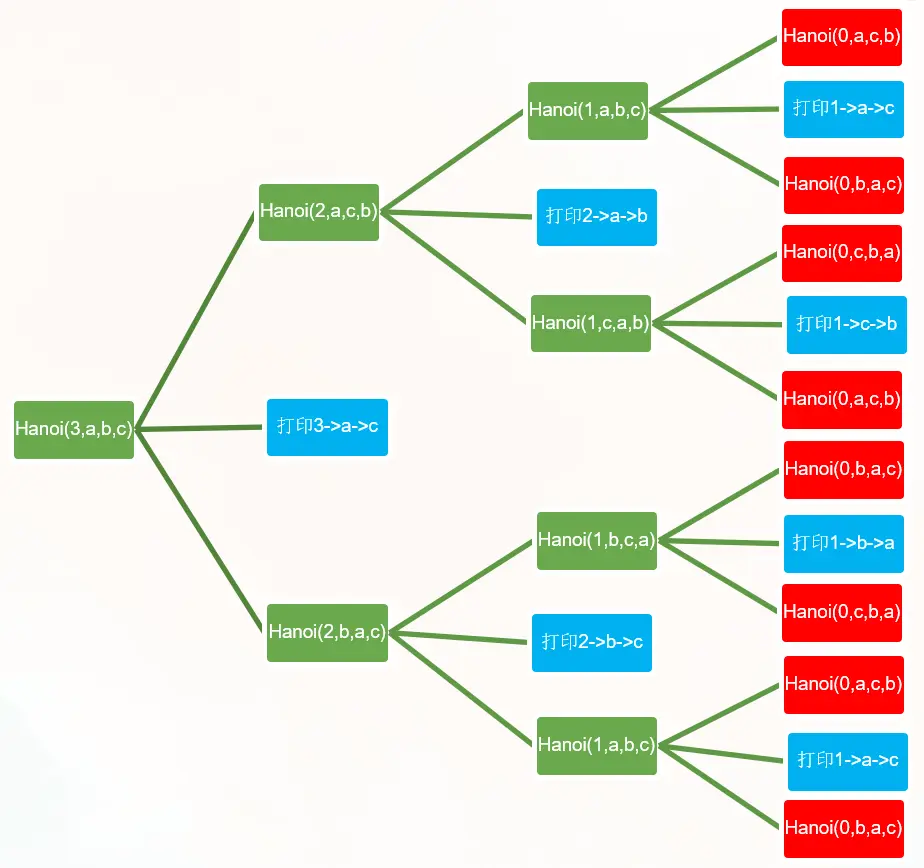 Hanoi(0,a,c,b)
Hanoi(1,a,b,c)
打印1->a->c
Hanoi(0,b,a,c)
Hanoi(2,a,c,b)
打印2->a->b
Hanoi(0,c,b,a)
Hanoi(1,c,a,b)
打印1->c->b
Hanoi(0,a,c,b)
Hanoi(3,a,b,c)
打印3->a->c
Hanoi(0,b,a,c)
Hanoi(1,b,c,a)
打印1->b->a
Hanoi(0,c,b,a)
Hanoi(2,b,a,c)
打印2->b->c
Hanoi(0,a,c,b)
Hanoi(1,a,b,c)
打印1->a->c
Hanoi(0,b,a,c)